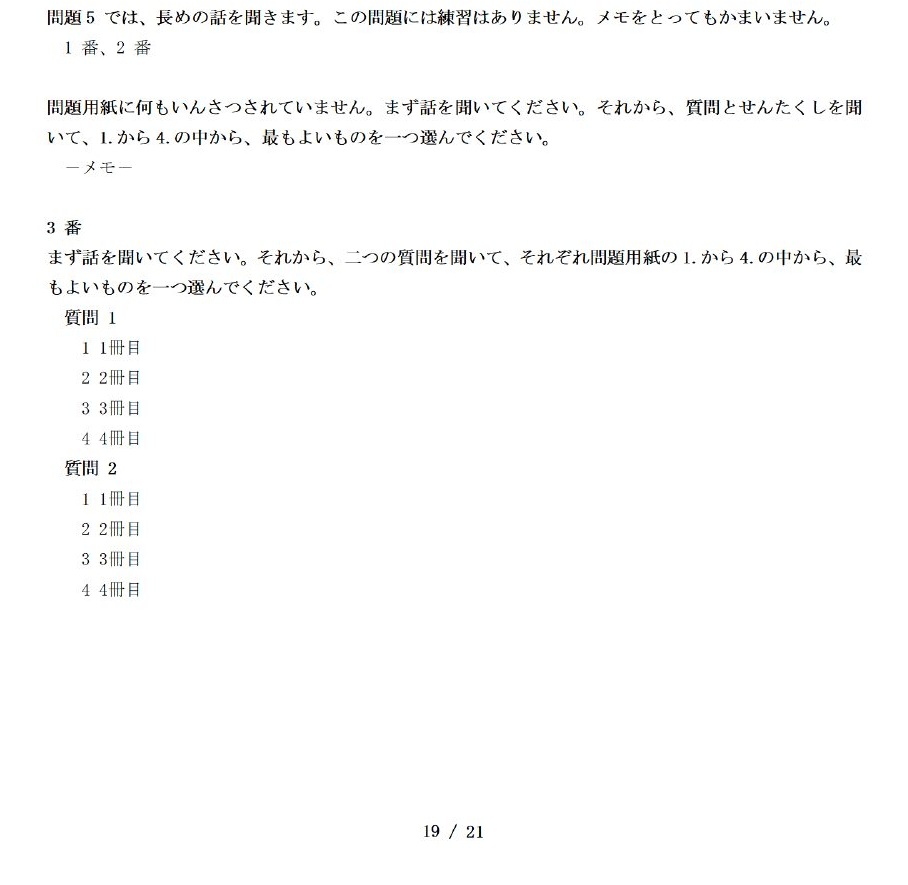 問題5 では、長めの話を聞きます。この問題には練習はありません。メモをとってもかまいません。
1 番、2 番
問題用紙に何もいんさつされていません。まず話を聞いてください。それから、質問とせんたくしを聞
いて、1.から 4.の中から、最もよいものを一つ選んでください。
－メモ－
3 番
まず話を聞いてください。それから、二つの質問を聞いて、それぞれ問題用紙の 1.から 4.の中から、最
もよいものを一つ選んでください。
質問 1
1 1冊目
2 2冊目
3 3冊目
4 4冊目
質問 2
1 1冊目
2 2冊目
3 3冊目
4 4冊目
19 / 21